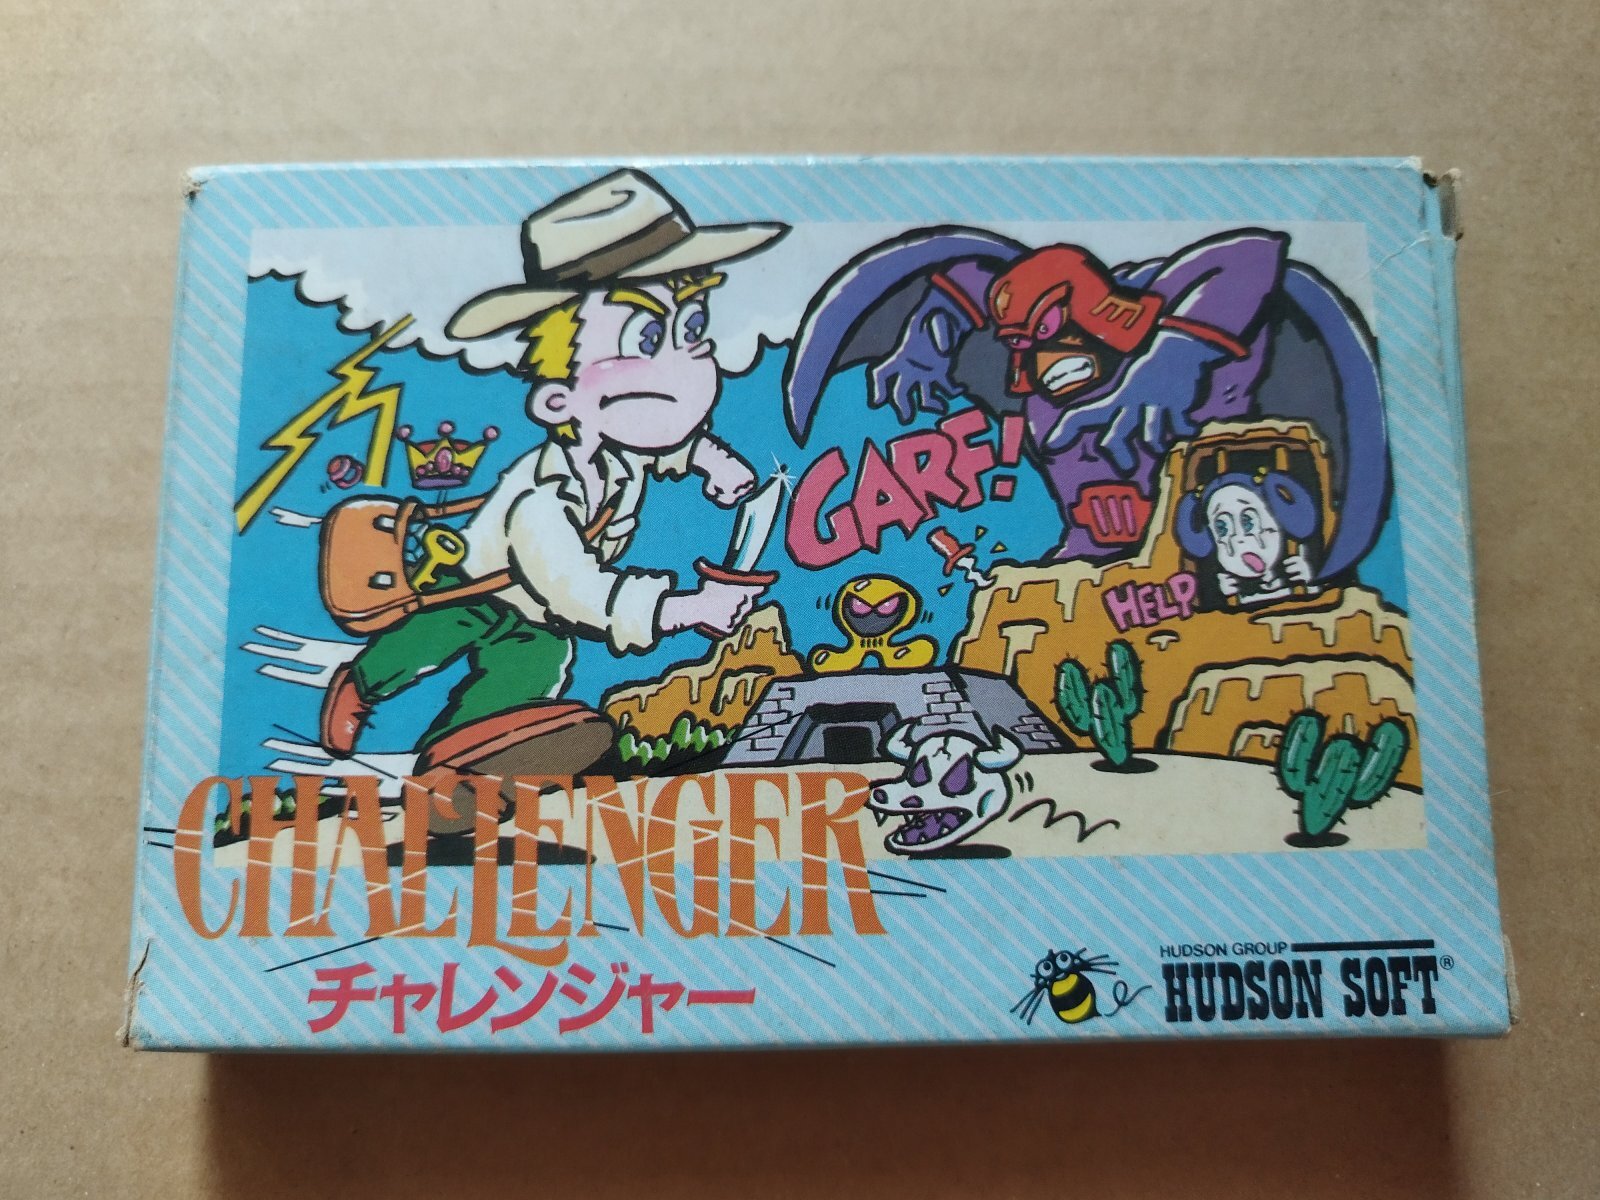 GARF!
HELP
CHALLENGER
チャレンジャー
HUDSON GROUP
HUDSON SOFT®